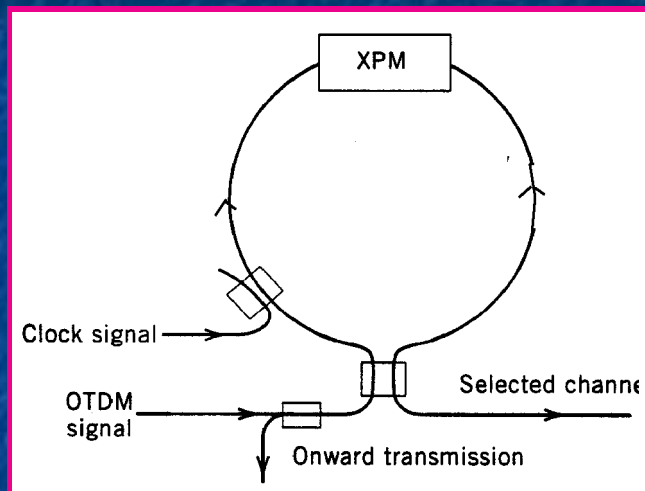 XPM
Clock signal
OTDM
signal
Selected channe
Onward transmission